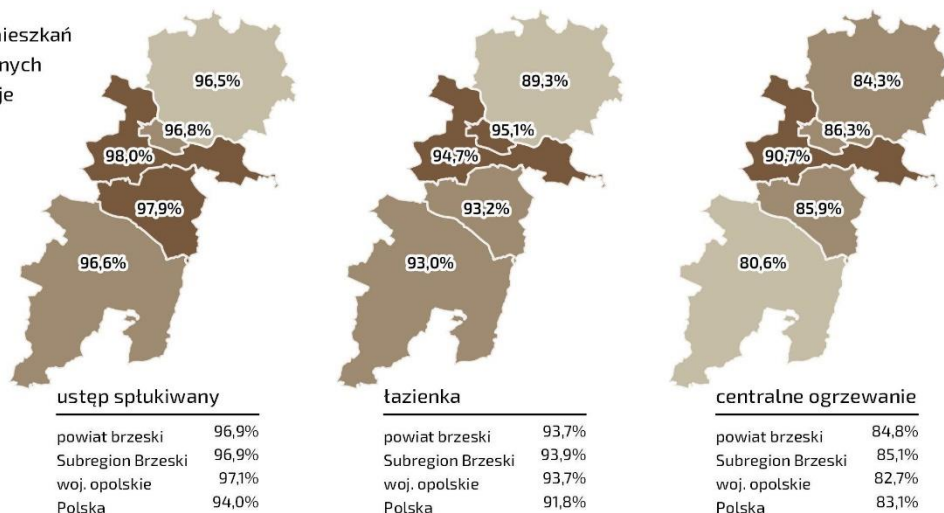 ieszkań
nych
je
96,5%
96,8%
98,0%
97,9%
96,6%
ustęp spłukiwany
powiat brzeski 96,9%
Subregion Brzeski 96,9%
woj. opolskie 97,1%
Polska 94,0%
89,3%
95,1%
94,7%
93,2%
93,0%
łazienka
powiat brzeski 93,7%
Subregion Brzeski 93,9%
woj. opolskie 93,7%
Polska 91,8%
84,3%
86,3%
90,7%
85,9%
80,6%
centralne ogrzewanie
powiat brzeski 84,8%
Subregion Brzeski 85,1%
woj. opolskie 82,7%
Polska 83,1%